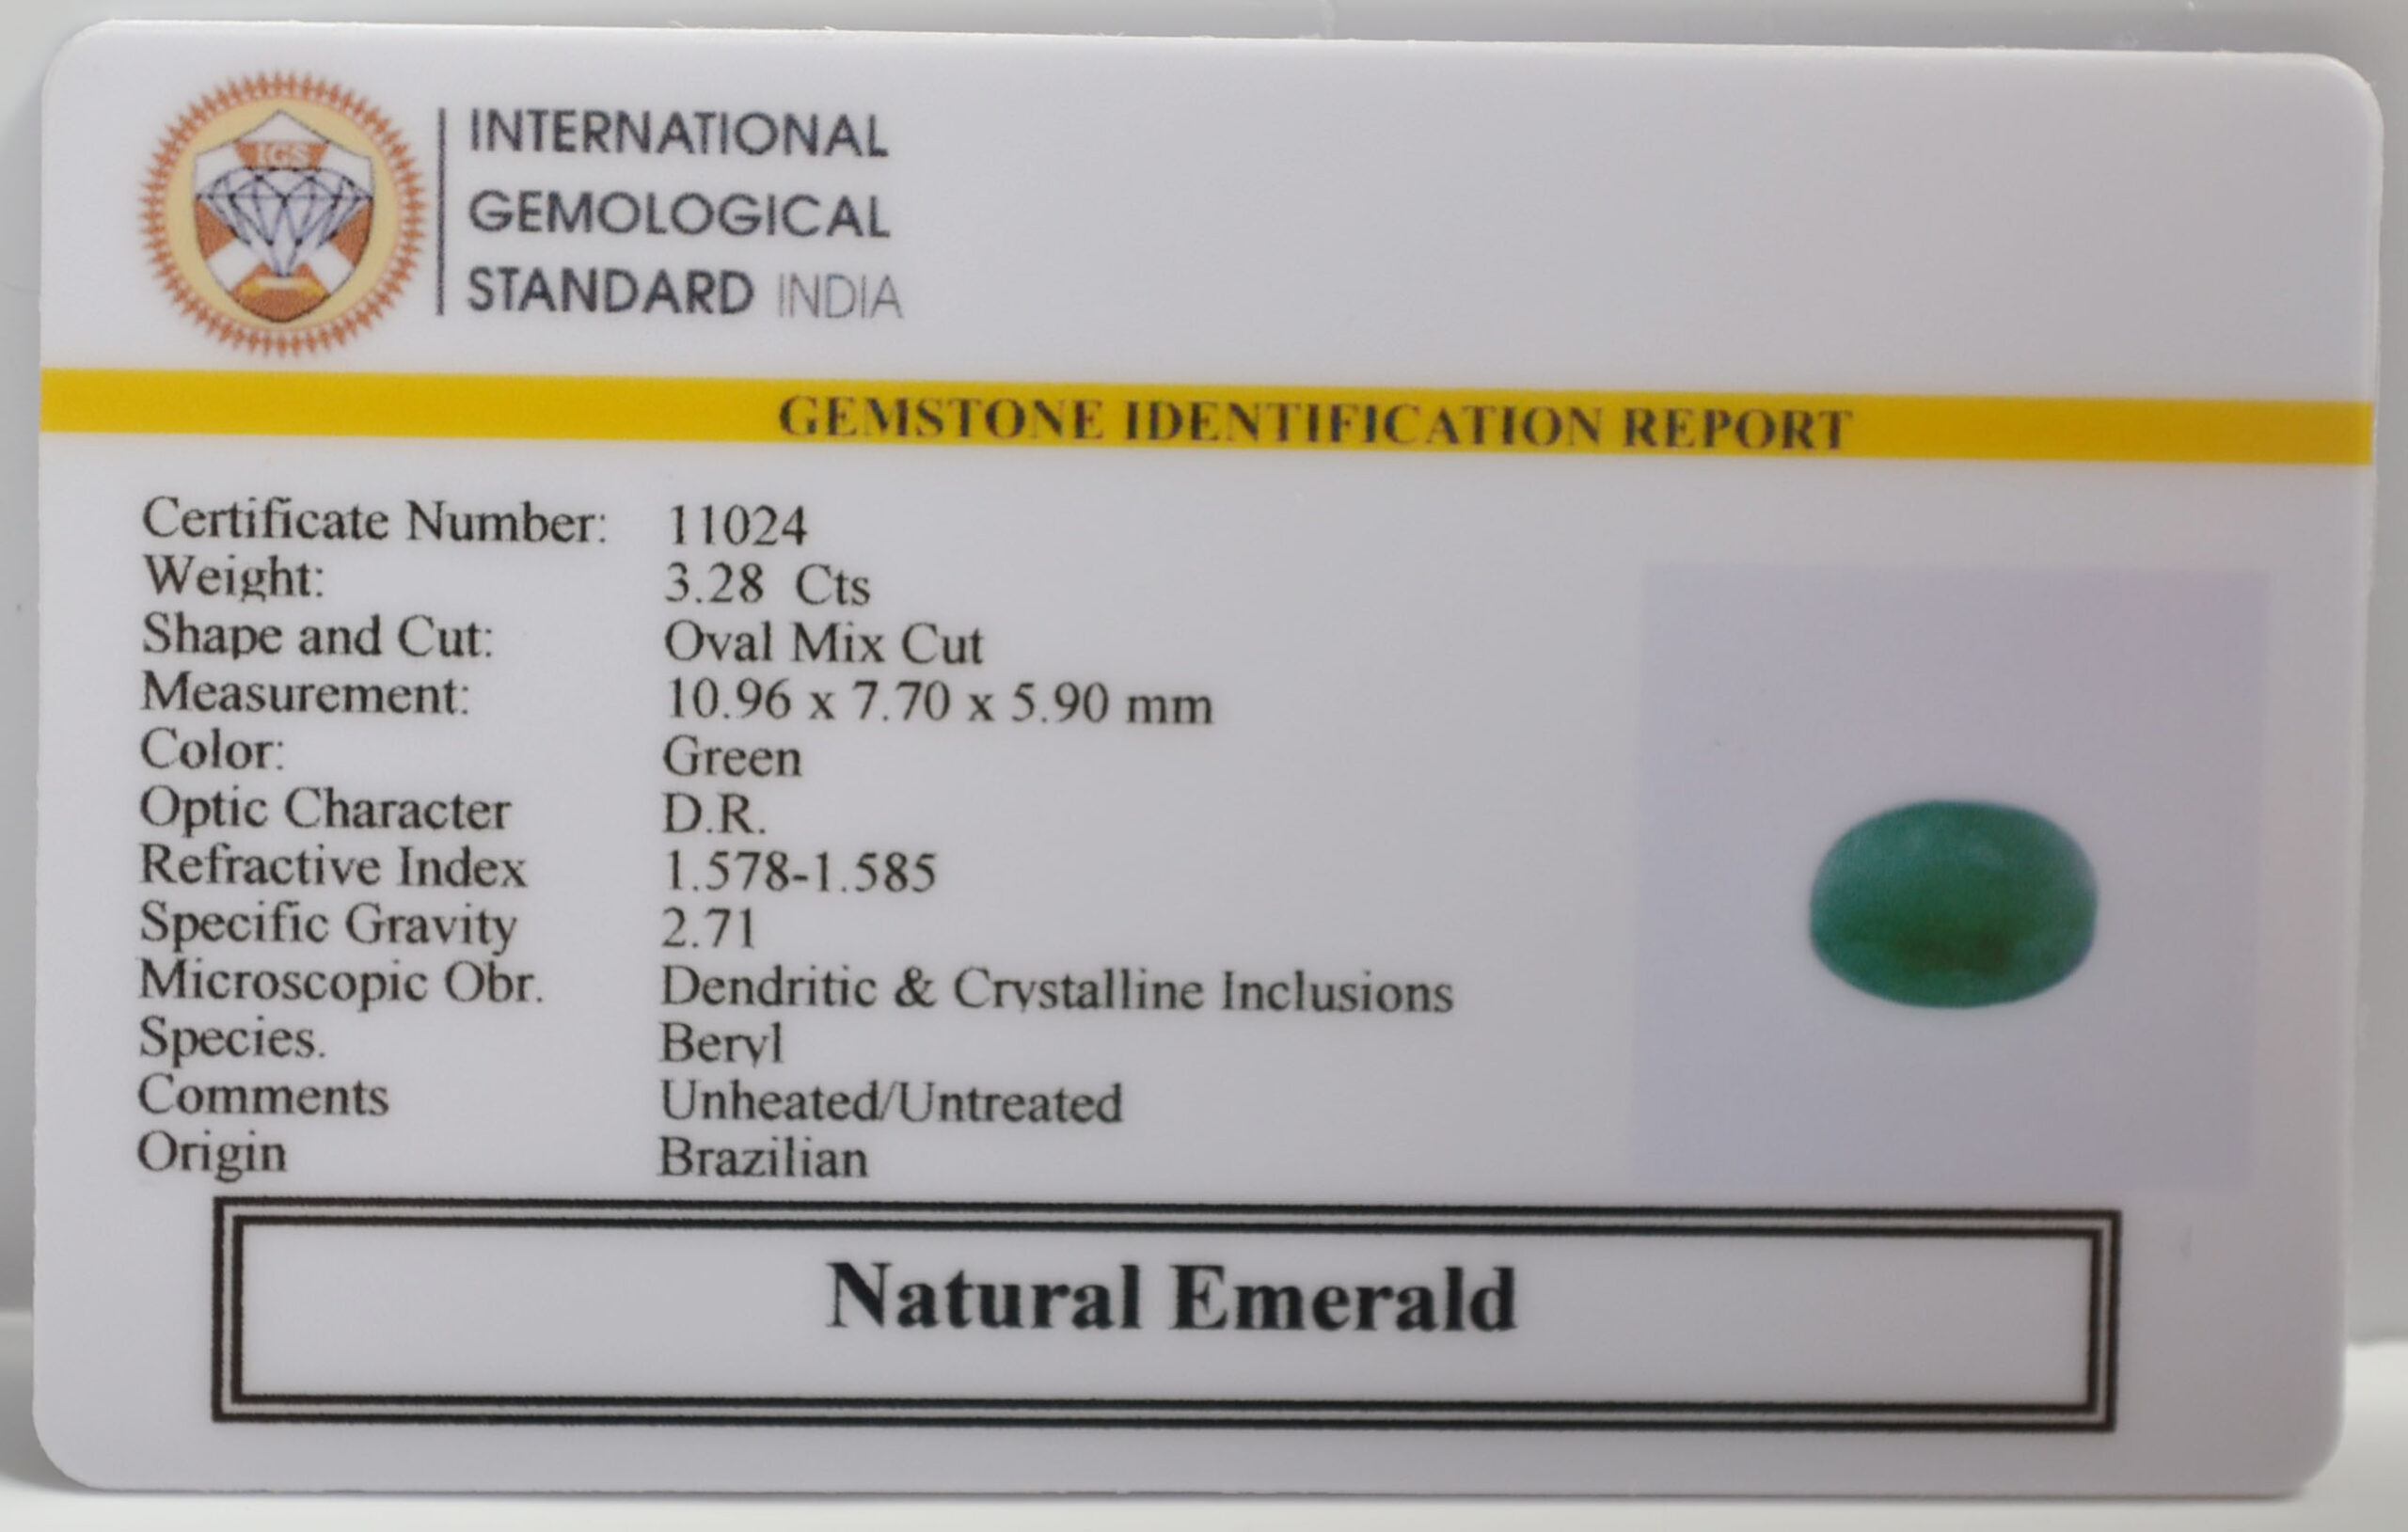 IGS
INTERNATIONAL
GEMOLOGICAL
STANDARD INDIA
GEMSTONE IDENTIFICATION REPORT
Certificate Number: 11024
Weight: 3.28 Cts
Shape and Cut: Oval Mix Cut
Measurement: 10.96 x 7.70 x 5.90 mm
Color: Green
Optic Character D.R.
Refractive Index 1.578-1.585
Specific Gravity 2.71
Microscopic Obr. Dendritic & Crystalline Inclusions
Species. Beryl
Comments Unheated/Untreated
Origin Brazilian
Natural Emerald